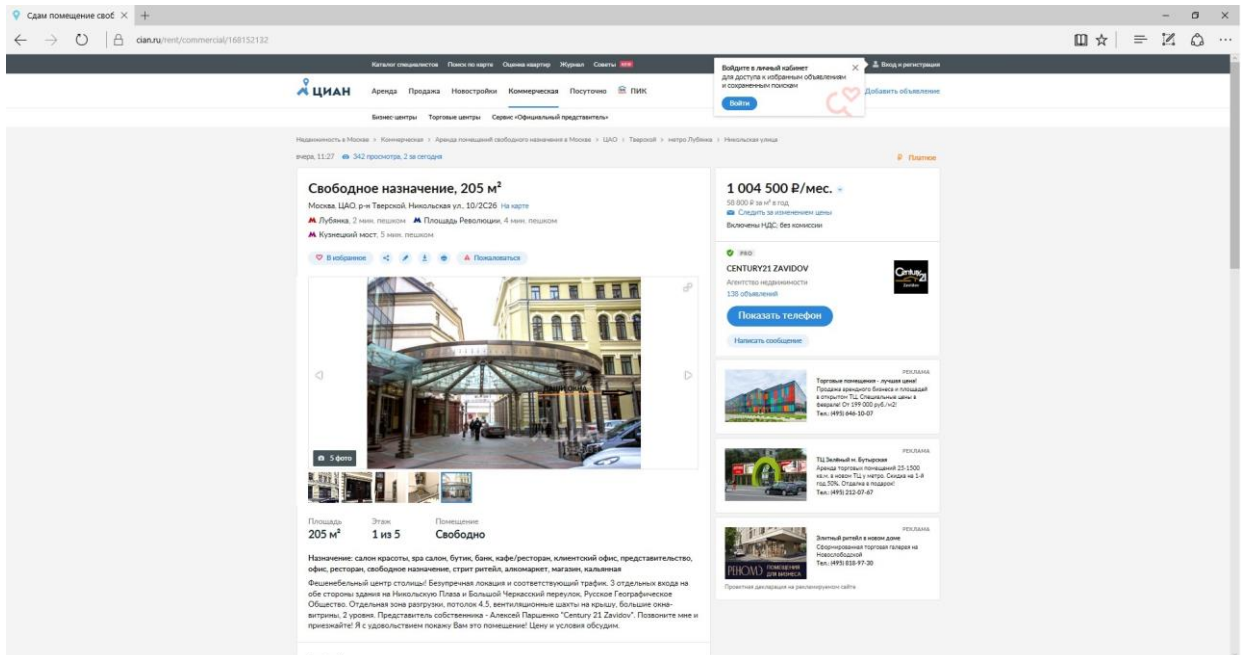 Сдам помещение своб
cian.ru/rent/commercial/168152132
Каталог специалистов Поиск по карте Оценка квартир Журнал Советы NEW
Вход и регистрация
Войдите в личный кабинет
для доступа к избранным объявлениям
и сохраненным поискам
Войти
ЦИАН Аренда Продажа Новостройки Коммерческая Посуточно ПИК
Добавить объявление
Бизнес-центры Торговые центры Сервис «Официальный представитель»
Недвижимость в Москве > Коммерческая > Аренда помещений свободного назначения в Москве > ЦАО > Тверской > метро Лубянка > Никольская улица
вчера, 11:27 342 просмотра, 2 за сегодня
Платное
Свободное назначение, 205 м²
Москва, ЦАО, р-н Тверской, Никольская ул., 10/2С26 На карте
Лубянка, 2 мин. пешком Площадь Революции, 4 мин. пешком
Кузнецкий мост, 5 мин. пешком
В избранное Пожаловаться
5 фото
Площадь Этаж Помещение
205 м² 1 из 5 Свободно
Назначение: салон красоты, spa салон, бутик, банк, кафе/ресторан, клиентский офис, представительство,
офис, ресторан, свободное назначение, стрит ритейл, алкомаркет, магазин, кальянная
Фешенебельный центр столицы! Безупречная локация и соответствующий трафик. 3 отдельных входа на
обе стороны здания на Никольскую Плаза и Большой Черкасский переулок, Русское Географическое
Общество. Отдельная зона разгрузки, потолок 4.5, вентиляционные шахты на крышу, большие окна-
витрины, 2 уровня. Представитель собственника - Алексей Паршенко "Century 21 Zavidov". Позвоните мне и
приезжайте! Я с удовольствием покажу Вам это помещение! Цену и условия обсудим.
1 004 500 ₽/мес.
58 800 ₽ за м² в год
Следить за изменением цены
Включены НДС; без комиссии
PRO
CENTURY21 ZAVIDOV
Агентство недвижимости
138 объявлений
Century 21
Zavidov
Показать телефон
Написать сообщение
РЕКЛАМА
Торговые помещения - лучшая цена!
Продажа арендного бизнеса и площадей
в открытом ТЦ. Специальные цены в
феврале! От 199 000 руб./м2!
Тел.: (495) 646-10-07
РЕКЛАМА
ТЦ Зелёный м. Бутырская
Аренда торговых помещений 25-1500
кв.м. в новом ТЦ у метро. Скидка на 1-й
год 50%. Отделка в подарок!
Тел.: (495) 212-07-67
РЕКЛАМА
Элитный ритейл в новом доме
Сформированная торговая галерея на
Новослободской
Тел.: (495) 018-97-30
РЕНОМЭ ПОМЕЩЕНИЯ
ДЛЯ БИЗНЕСА
Проектная декларация на рекламируемом сайте